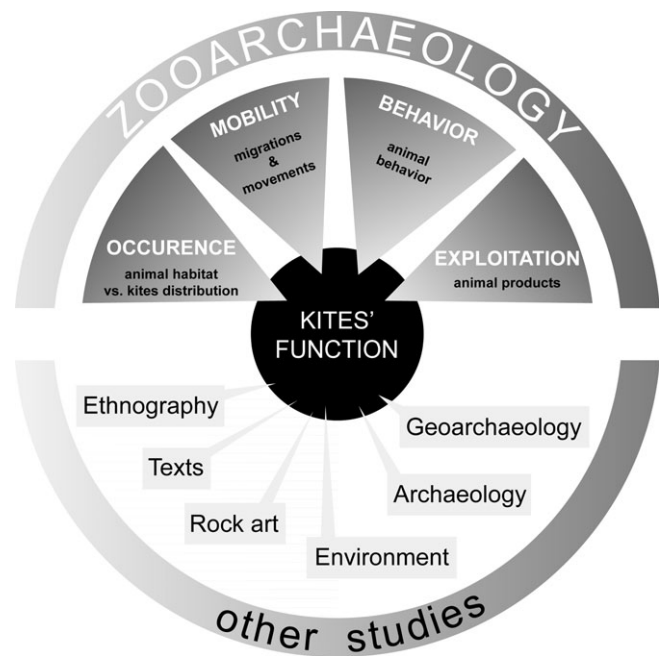 ZOOARCHAEOLOGY
MOBILITY
migrations
&
movements
BEHAVIOR
animal
behavior
OCCURENCE
animal habitat
vs. kites distribution
EXPLOITATION
animal products
KITES'
FUNCTION
Ethnography
Texts
Rock art
Environment
Archaeology
Geoarchaeology
other studies